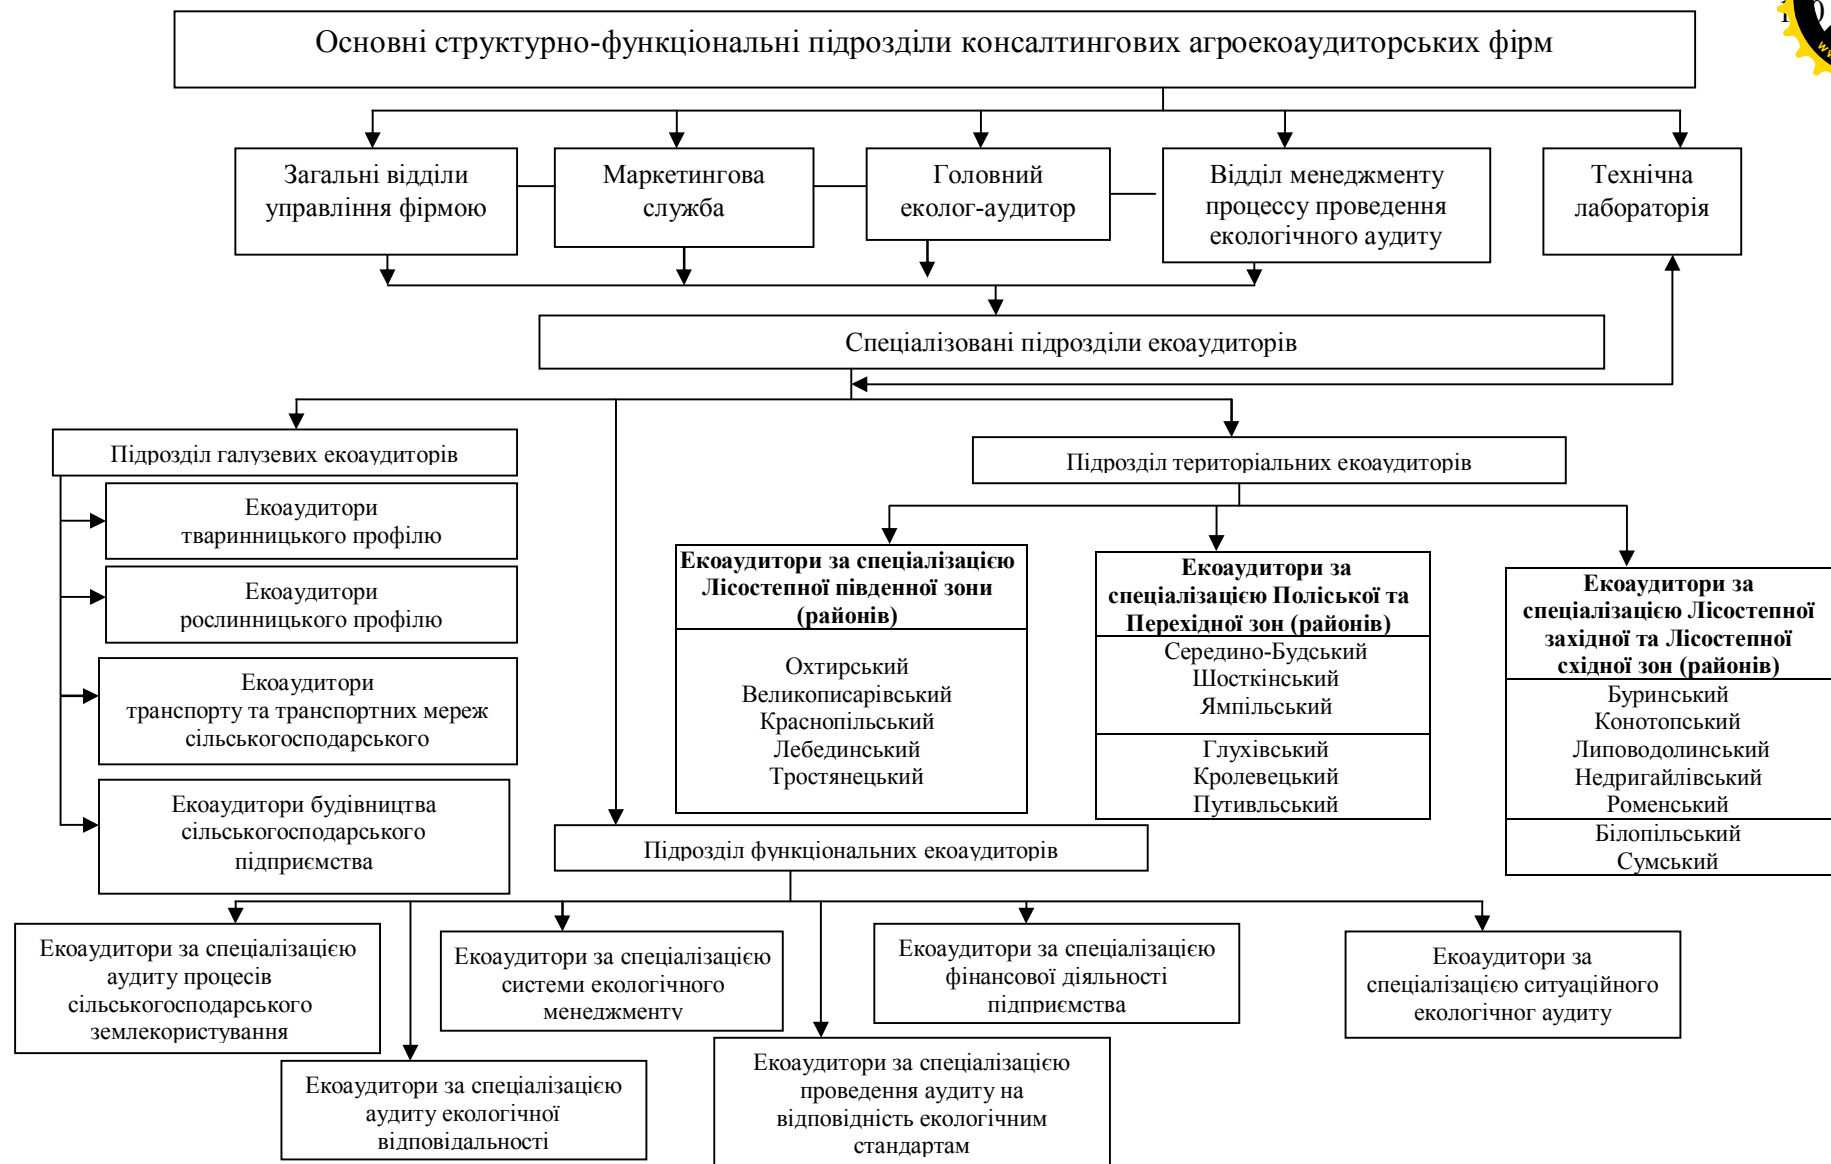 Основні структурно-функціональні підрозділи консалтингових агроекоаудиторських фірм
Загальні відділи
управління фірмою
Маркетингова
служба
Головний
еколог-аудитор
Відділ менеджменту
процессу проведення
екологічного аудиту
Технічна
лабораторія
Спеціалізовані підрозділи екоаудиторів
Підрозділ галузевих екоаудиторів
Екоаудитори
тваринницького профілю
Екоаудитори
рослинницького профілю
Екоаудитори
транспорту та транспортних мереж
сільськогосподарського
Екоаудитори будівництва
сільськогосподарського
підприємства
Підрозділ територіальних екоаудиторів
Екоаудитори за спеціалізацією
Лісостепної південної зони
(районів)
Охтирський
Великописарівський
Краснопільський
Лебединський
Тростянецький
Екоаудитори за
спеціалізацією Поліської та
Перехідної зон (районів)
Середино-Будський
Шосткінський
Ямпільський
Глухівський
Кролевецький
Путивльський
Екоаудитори за
спеціалізацією Лісостепної
західної та Лісостепної
східної зон (районів)
Буринський
Конотопський
Липоводолинський
Недригайлівський
Роменський
Білопільський
Сумський
Підрозділ функціональних екоаудиторів
Екоаудитори за спеціалізацією
аудиту процесів
сільськогосподарського
землекористування
Екоаудитори за спеціалізацією
системи екологічного
менеджменту
Екоаудитори за спеціалізацією
фінансової діяльності
підприємства
Екоаудитори за
спеціалізацією ситуаційного
екологічног аудиту
Екоаудитори за спеціалізацією
аудиту екологічної
відповідальності
Екоаудитори за спеціалізацією
проведення аудиту на
відповідність екологічним
стандартам